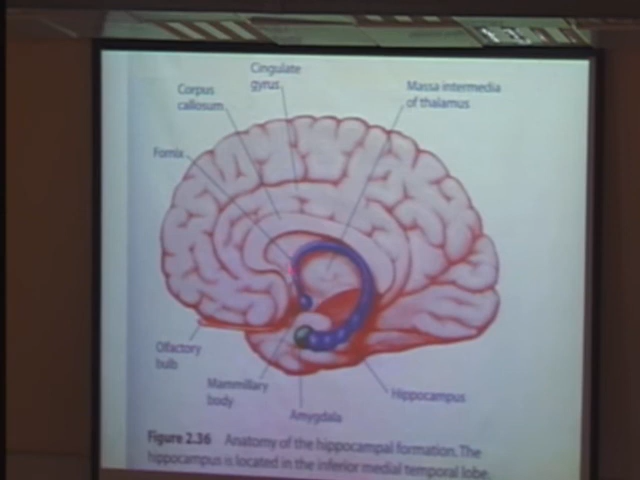 Cingulate
gyrus
Corpus
callosum
Massa intermedia
of thalamus
Fornix
Olfactory
bulb
Mammillary
body
Amygdala
Hippocampus
Figure 2.36 Anatomy of the hippocampal formation. The
hippocampus is located in the inferior medial temporal lobe.